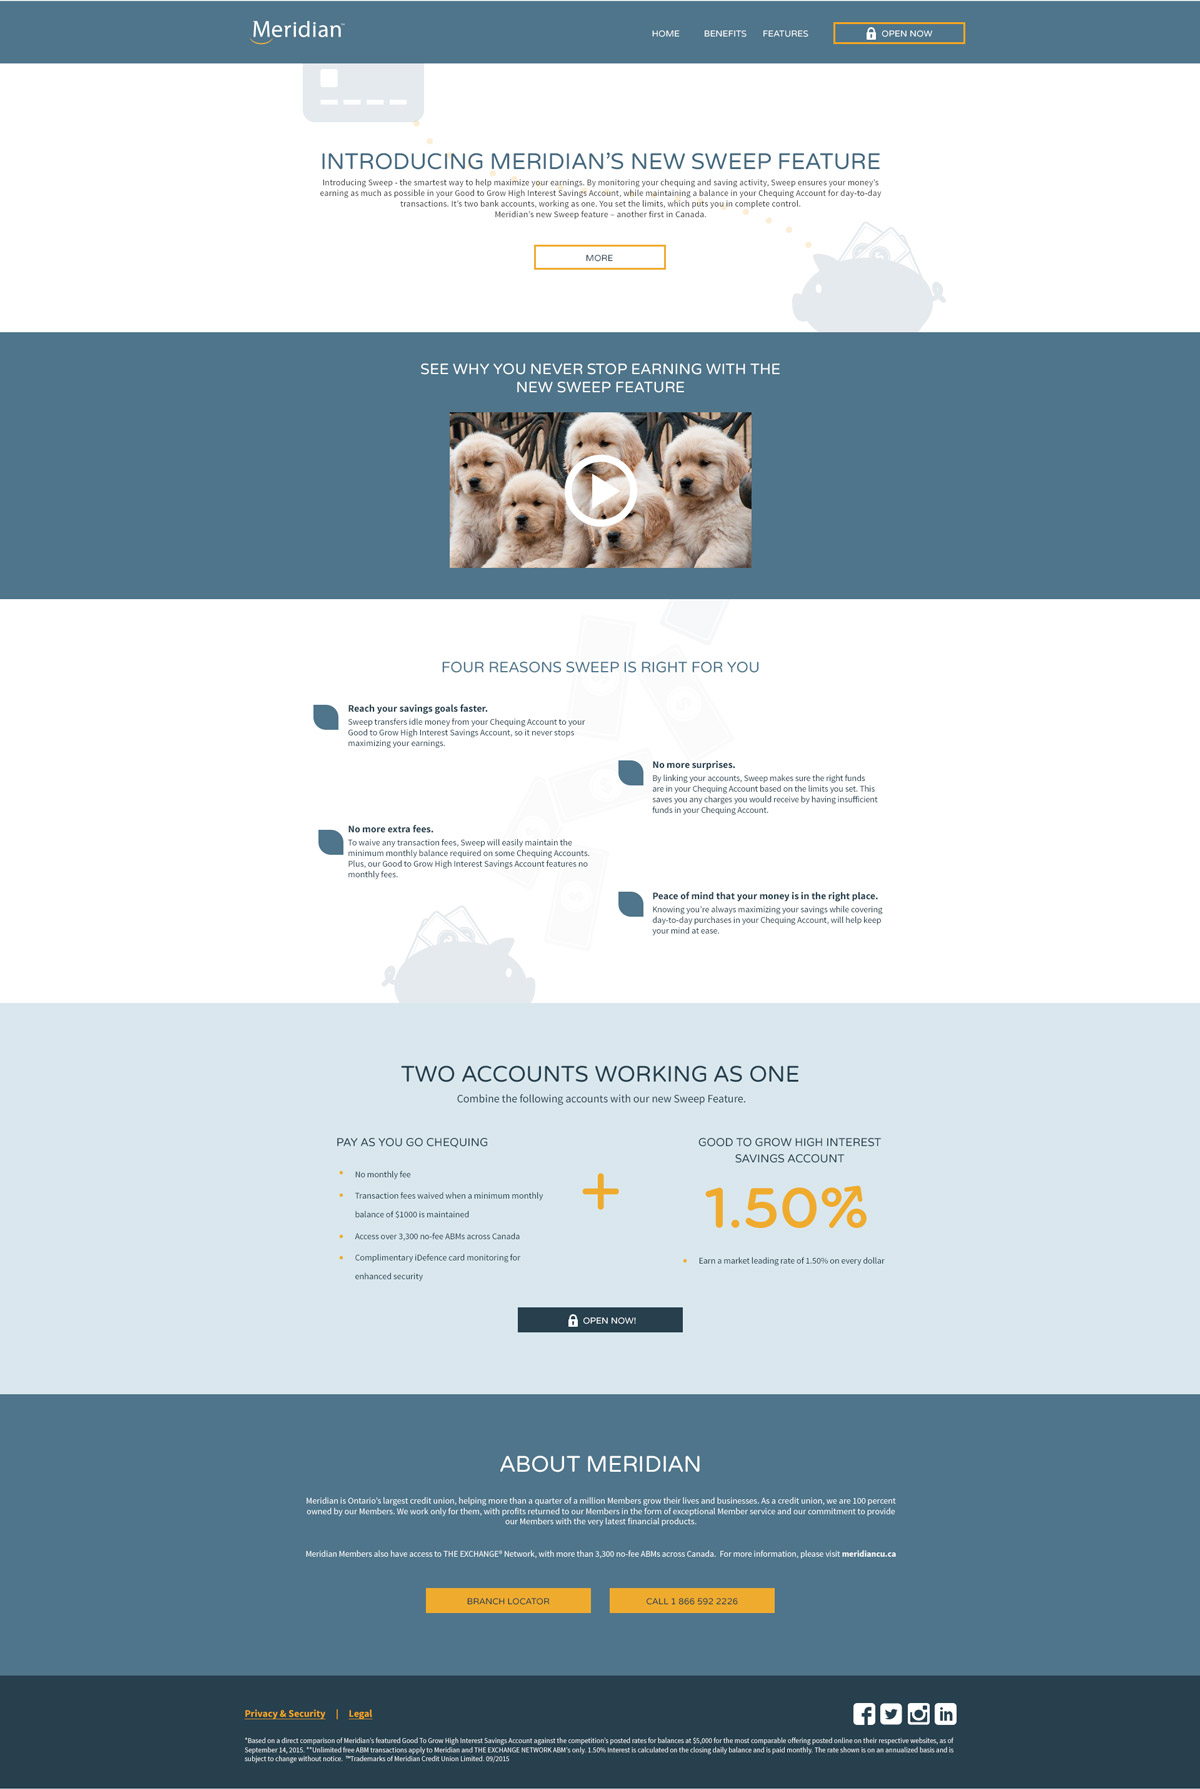 Meridian™
HOME BENEFITS FEATURES OPEN NOW
INTRODUCING MERIDIAN'S NEW SWEEP FEATURE
Introducing Sweep - the smartest way to help maximize your earnings. By monitoring your chequing and saving activity, Sweep ensures your money's
earning as much as possible in your Good to Grow High Interest Savings Account, while maintaining a balance in your Chequing Account for day-to-day
transactions. It's two bank accounts, working as one. You set the limits, which puts you in complete control.
Meridian's new Sweep feature – another first in Canada.
MORE
SEE WHY YOU NEVER STOP EARNING WITH THE
NEW SWEEP FEATURE
FOUR REASONS SWEEP IS RIGHT FOR YOU
Reach your savings goals faster.
Sweep transfers idle money from your Chequing Account to your
Good to Grow High Interest Savings Account, so it never stops
maximizing your earnings.
No more surprises.
By linking your accounts, Sweep makes sure the right funds
are in your Chequing Account based on the limits you set. This
saves you any charges you would receive by having insufficient
funds in your Chequing Account.
No more extra fees.
To waive any transaction fees, Sweep will easily maintain the
minimum monthly balance required on some Chequing Accounts.
Plus, our Good to Grow High Interest Savings Account features no
monthly fees.
Peace of mind that your money is in the right place.
Knowing you're always maximizing your savings while covering
day-to-day purchases in your Chequing Account, will help keep
your mind at ease.
TWO ACCOUNTS WORKING AS ONE
Combine the following accounts with our new Sweep Feature.
PAY AS YOU GO CHEQUING
• No monthly fee
• Transaction fees waived when a minimum monthly
balance of $1000 is maintained
• Access over 3,300 no-fee ABMs across Canada
• Complimentary iDefence card monitoring for
enhanced security
+
GOOD TO GROW HIGH INTEREST
SAVINGS ACCOUNT
1.50%
• Earn a market leading rate of 1.50% on every dollar
OPEN NOW!
ABOUT MERIDIAN
Meridian is Ontario's largest credit union, helping more than a quarter of a million Members grow their lives and businesses. As a credit union, we are 100 percent
owned by our Members. We work only for them, with profits returned to our Members in the form of exceptional Member service and our commitment to provide
our Members with the very latest financial products.
Meridian Members also have access to THE EXCHANGE® Network, with more than 3,300 no-fee ABMs across Canada. For more information, please visit meridiancu.ca
BRANCH LOCATOR CALL 1 866 592 2226
Privacy & Security | Legal
*Based on a direct comparison of Meridian's featured Good To Grow High Interest Savings Account against the competition's posted rates for balances at $5,000 for the most comparable offering posted online on their respective websites, as of
September 14, 2015. **Unlimited free ABM transactions apply to Meridian and THE EXCHANGE NETWORK ABM's only. 1.50% Interest is calculated on the closing daily balance and is paid monthly. The rate shown is on an annualized basis and is
subject to change without notice. ™Trademarks of Meridian Credit Union Limited. 09/2015